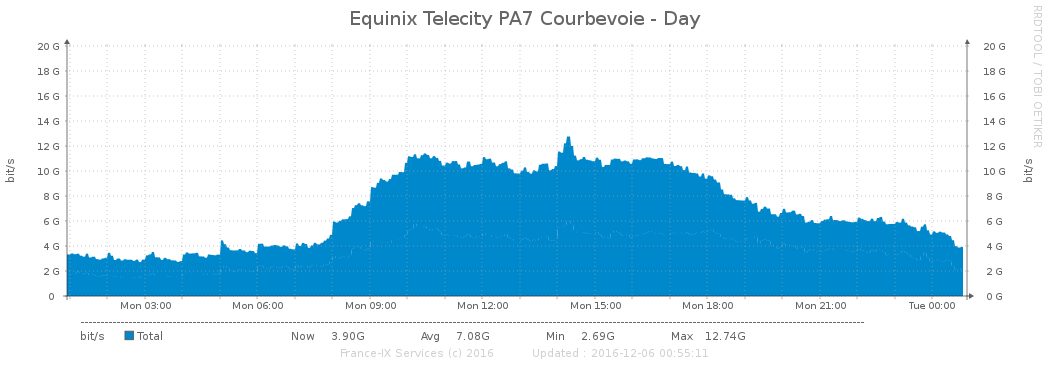 Equinix Telecity PA7 Courbevoie - Day
RRDTOOL / TOBI OETIKER
bit/s
20 G 20 G
18 G 18 G
16 G 16 G
14 G 14 G
12 G 12 G
10 G 10 G
8 G 8 G
6 G 6 G
4 G 4 G
2 G 2 G
0 0 G
bit/s
Mon 03:00 Mon 06:00 Mon 09:00 Mon 12:00 Mon 15:00 Mon 18:00 Mon 21:00 Tue 00:00
bit/s Total Now 3.90G Avg 7.08G Min 2.69G Max 12.74G
France-IX Services (c) 2016 Updated : 2016-12-06 00:55:11